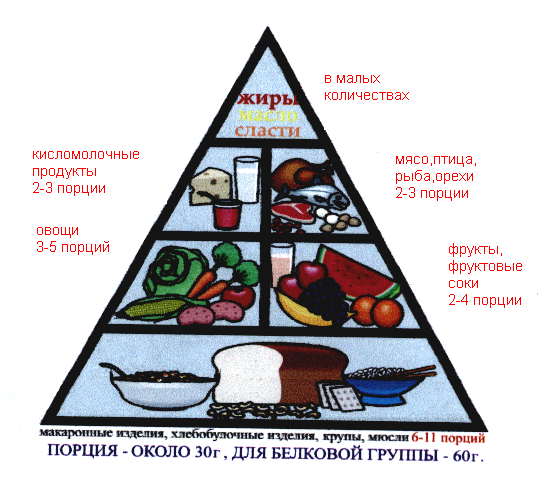 жиры
масло
сласти
в малых
количествах
кисломолочные
продукты
2-3 порции
мясо,птица,
рыба,орехи
2-3 порции
овощи
3-5 порций
фрукты,
фруктовые
соки
2-4 порции
макаронные изделия, хлебобулочные изделия, крупы, мюсли 6-11 порций
ПОРЦИЯ - ОКОЛО 30г , ДЛЯ БЕЛКОВОЙ ГРУППЫ - 60г .